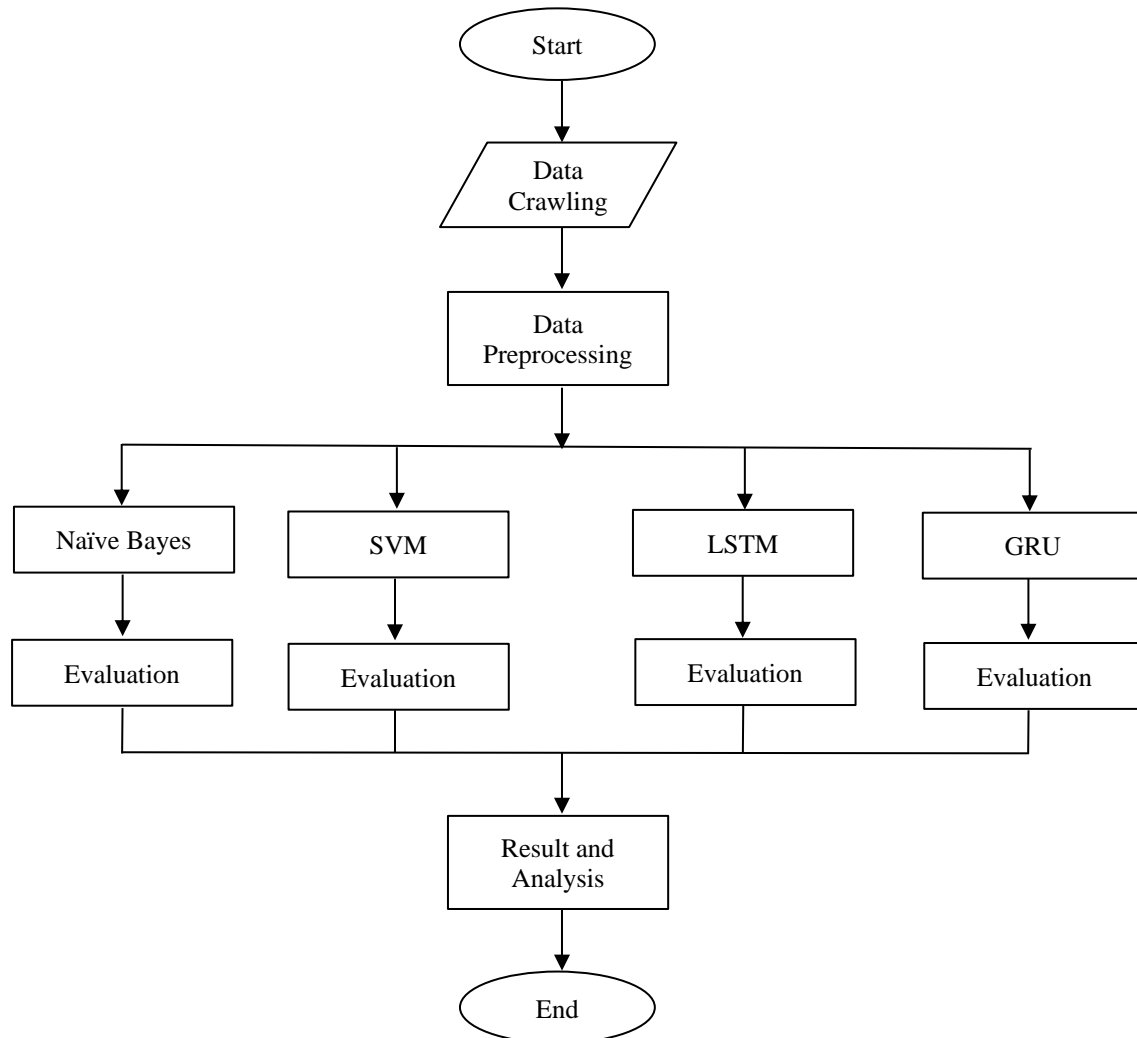 Start
Data
Crawling
Data
Preprocessing
Naïve Bayes
SVM
LSTM
GRU
Evaluation
Evaluation
Evaluation
Evaluation
Result and
Analysis
End